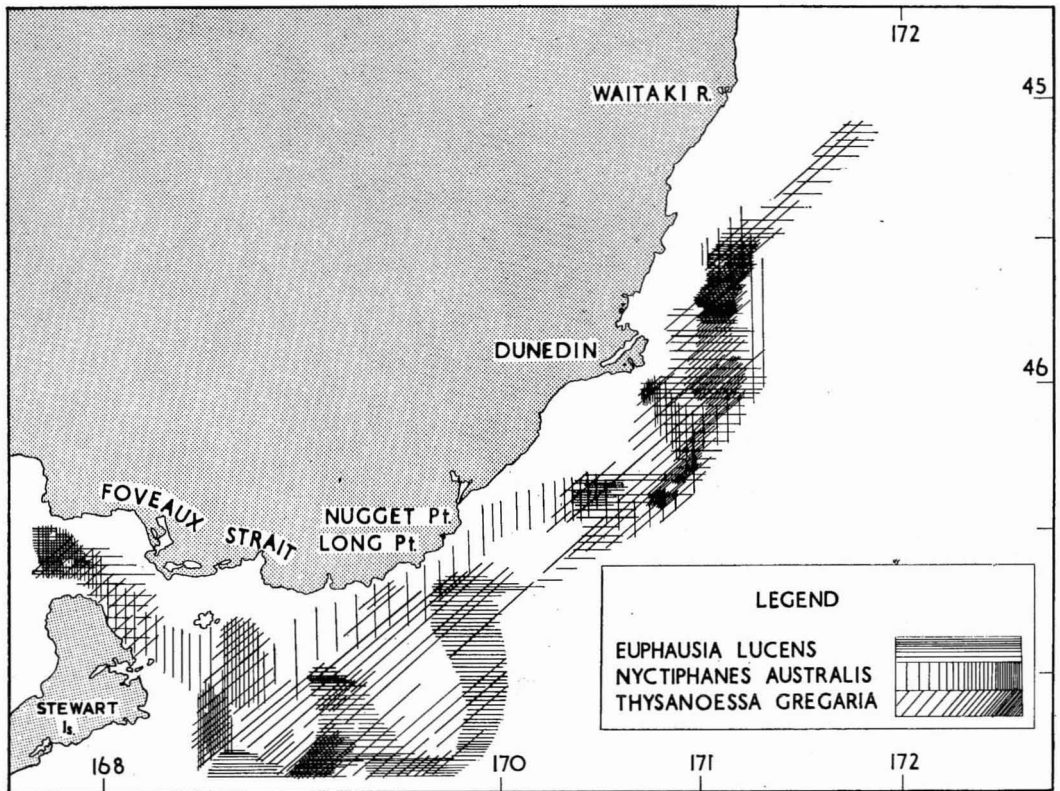 172
45
WAITAKI R.
DUNEDIN
46
FOVEAUX STRAIT
NUGGET Pt.
LONG Pt.
LEGEND
EUPHAUSIA LUCENS
NYCTIPHANES AUSTRALIS
THYSANOESSA GREGARIA
STEWART
Is.
168
170
171
172